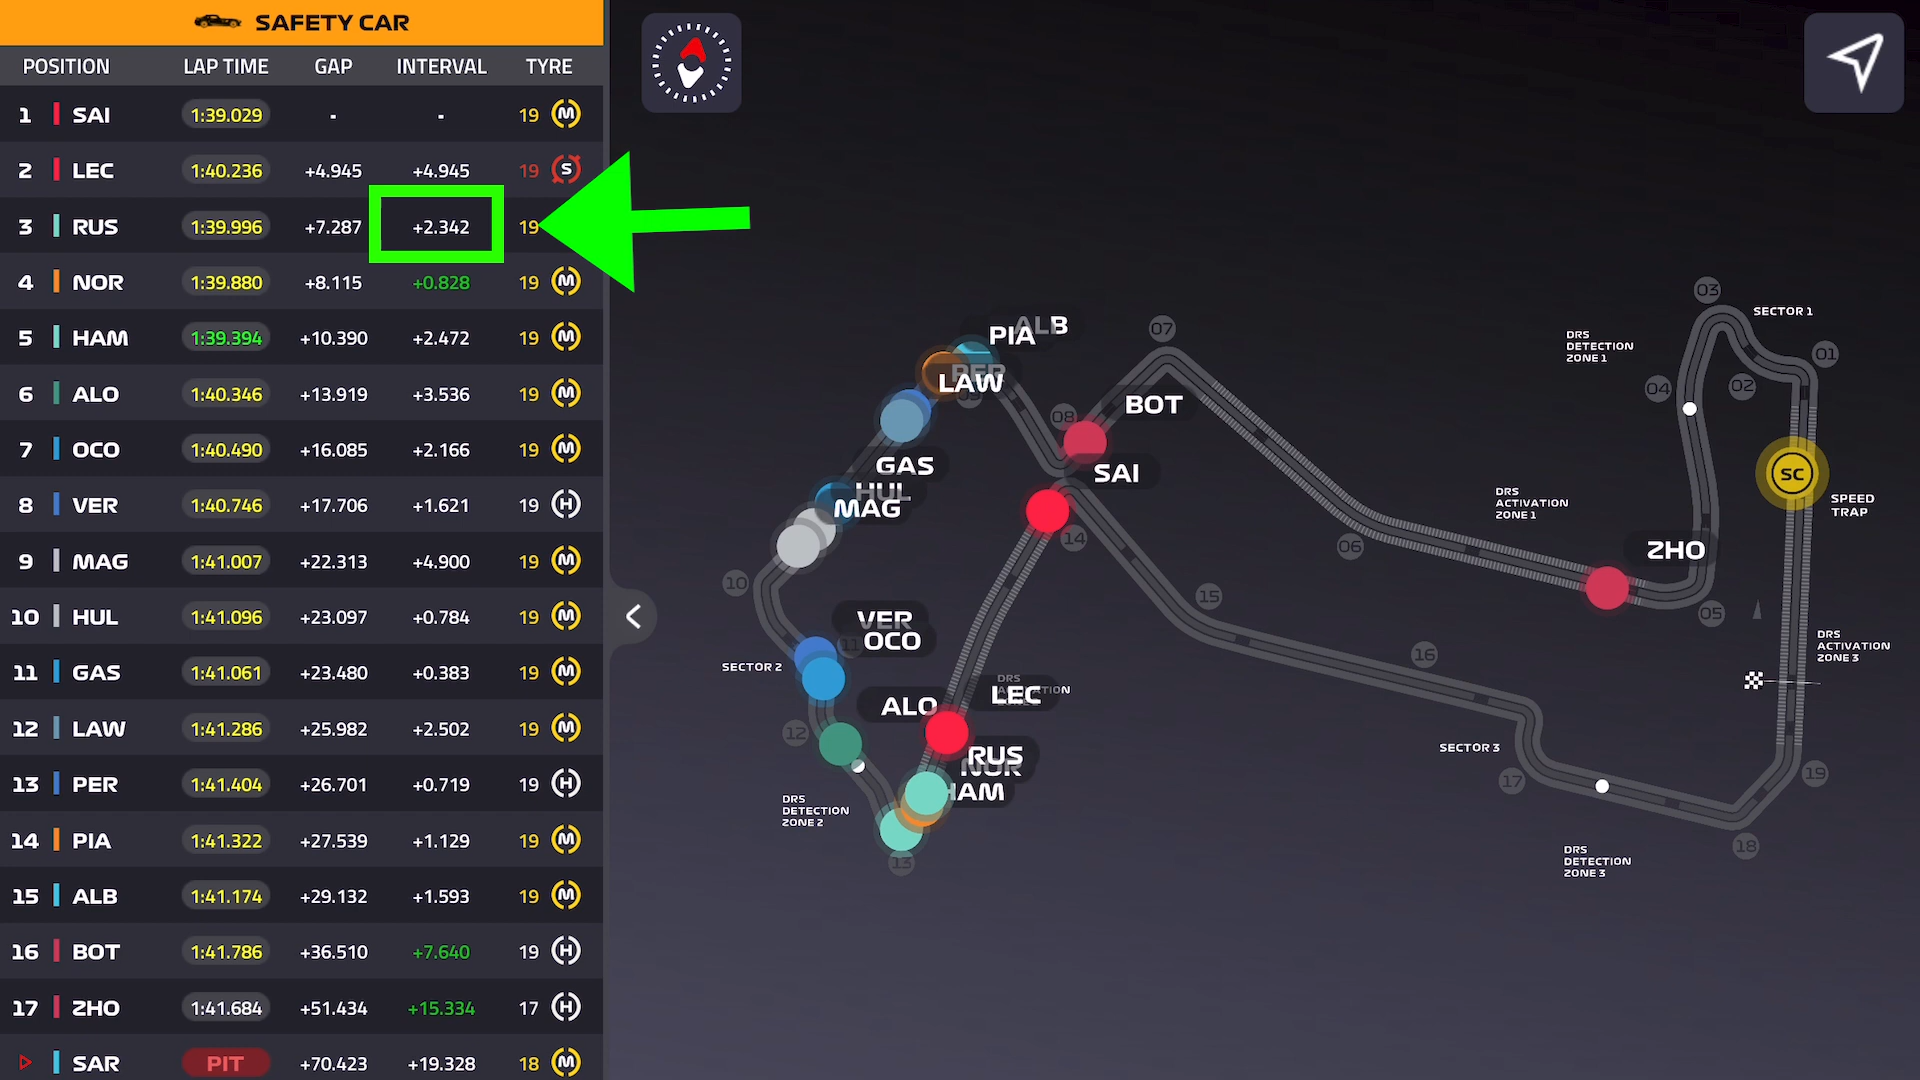 SAFETY CAR
POSITION LAP TIME GAP INTERVAL TYRE
1 SAI 1:39.029 - - 19 M
2 LEC 1:40.236 +4.945 +4.945 19 S
3 RUS 1:39.996 +7.287 +2.342 19
4 NOR 1:39.880 +8.115 +0.828 19 M
5 HAM 1:39.394 +10.390 +2.472 19 M
6 ALO 1:40.346 +13.919 +3.536 19 M
7 OCO 1:40.490 +16.085 +2.166 19 M
8 VER 1:40.746 +17.706 +1.621 19 H
9 MAG 1:41.007 +22.313 +4.900 19 M
10 HUL 1:41.096 +23.097 +0.784 19 M
11 GAS 1:41.061 +23.480 +0.383 19 M
12 LAW 1:41.286 +25.982 +2.502 19 M
13 PER 1:41.404 +26.701 +0.719 19 H
14 PIA 1:41.322 +27.539 +1.129 19 M
15 ALB 1:41.174 +29.132 +1.593 19 M
16 BOT 1:41.786 +36.510 +7.640 19 H
17 ZHO 1:41.684 +51.434 +15.334 17 H
SAR PIT +70.423 +19.328 18 M
03
SECTOR 1
DRS
DETECTION
ZONE 1
01
02
04
07
PIA
ALB
PER
LAW
09
08
BOT
SAI
GAS
HUL
MAG
SC
SPEED
TRAP
DRS
ACTIVATION
ZONE 1
14
06
ZHO
05
10
15
VER
OCO
11
SECTOR 2
16
DRS
ACTIVATION
ZONE 3
DRS
ACTIVATION
LEC
ALO
12
RUS
NOR
HAM
SECTOR 3
17
19
DRS
DETECTION
ZONE 2
13
18
DRS
DETECTION
ZONE 3